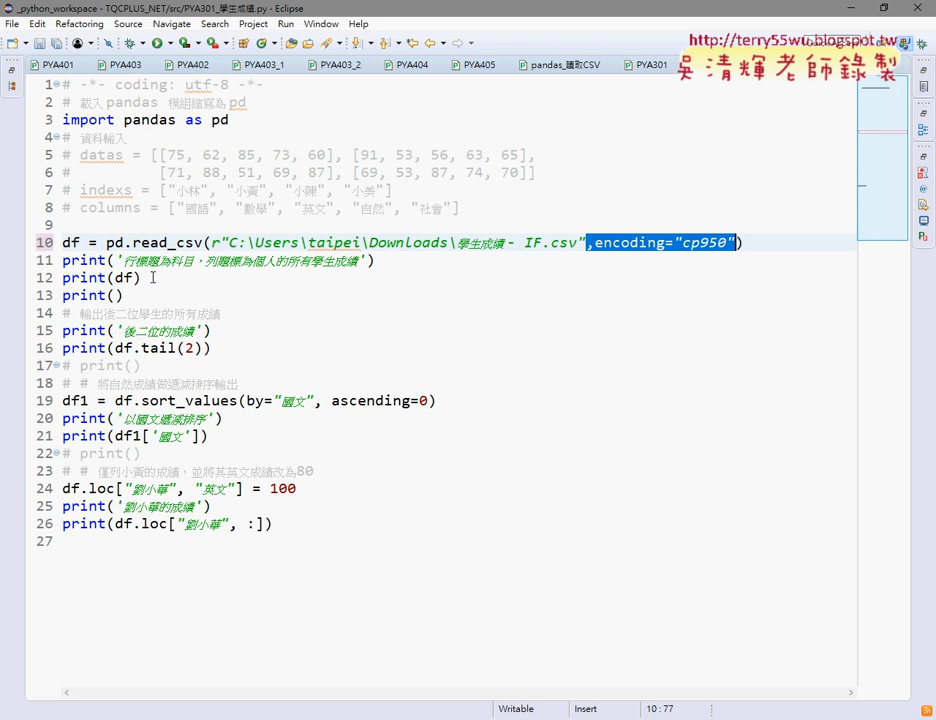 _python_workspace - TQCPLUS_NET/src/PYA301_學生成績.py - Eclipse
File Edit Refactoring Source Navigate Search Project Run Window Help
http://terry55wu.blogspot.tw
吳清輝老師錄製
PYA401 PYA403 PYA402 PYA403_1 PYA403_2 PYA404 PYA405 pandas_讀取CSV PYA301
1 # -*- coding: utf-8 -*-
2 # 載入pandas 模組縮寫為pd
3 import pandas as pd
4 # 資料輸入
5 # datas = [[75, 62, 85, 73, 60], [91, 53, 56, 63, 65],
6 #          [71, 88, 51, 69, 87], [69, 53, 87, 74, 70]]
7 # indexs = ["小林", "小黃", "小陳", "小美"]
8 # columns = ["國語", "數學", "英文", "自然", "社會"]
9
10 df = pd.read_csv(r"C:\Users\taipei\Downloads\學生成績 - IF.csv",encoding="cp950")
11 print('行標題為科目，列題標為個人的所有學生成績')
12 print(df)
13 print()
14 # 輸出後二位學生的所有成績
15 print('後二位的成績')
16 print(df.tail(2))
17 # print()
18 # # 將自然成績做遞減排序輸出
19 df1 = df.sort_values(by="國文", ascending=0)
20 print('以國文遞減排序')
21 print(df1['國文'])
22 # print()
23 # # 僅列小黃的成績，並將其英文成績改為80
24 df.loc["劉小華", "英文"] = 100
25 print('劉小華的成績')
26 print(df.loc["劉小華", :])
27
Writable Insert 10 : 77